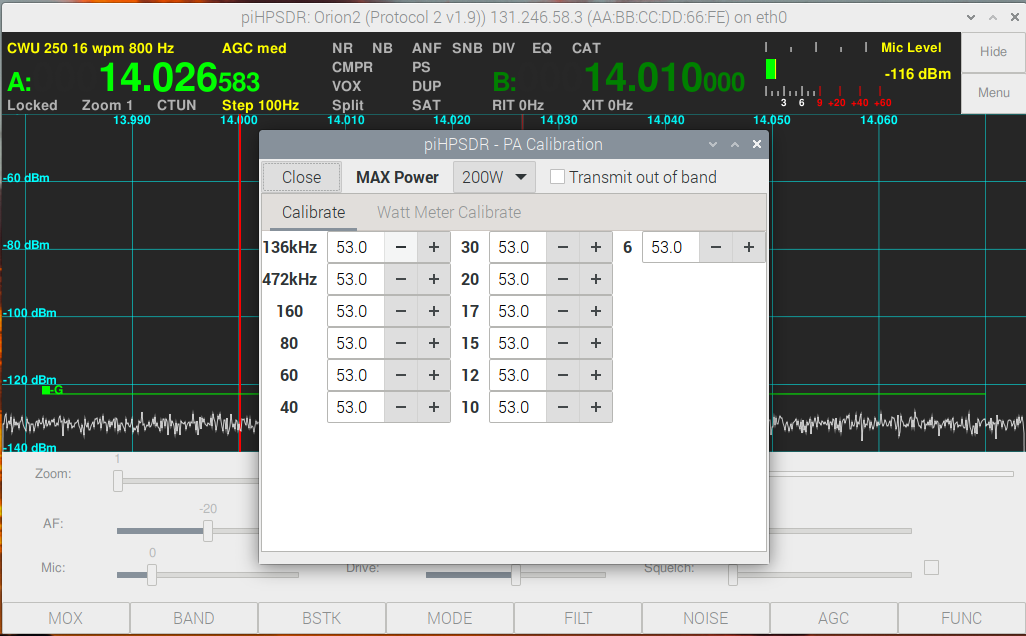 piHPSDR: Orion2 (Protocol 2 v1.9)) 131.246.58.3 (AA:BB:CC:DD:66:FE) on eth0
CWU 250 16 wpm 800 Hz AGC med NR NB ANF SNB DIV EQ CAT Mic Level Hide
CMPR PS
A: 14.026583 VOX DUP B: 14.010000 -116 dBm Menu
Locked Zoom 1 CTUN Step 100Hz Split SAT RIT 0Hz XIT 0Hz 3 6 9 +20 +40 +60
13.990 14.000 14.010 14.020 14.030 14.040 14.050 14.060
piHPSDR - PA Calibration
Close MAX Power 200W Transmit out of band
Calibrate Watt Meter Calibrate
136kHz 53.0 − + 30 53.0 − + 6 53.0 − +
472kHz 53.0 − + 20 53.0 − +
160 53.0 − + 17 53.0 − +
80 53.0 − + 15 53.0 − +
60 53.0 − + 12 53.0 − +
40 53.0 − + 10 53.0 − +
-60 dBm
-80 dBm
-100 dBm
-120 dBm
-G
-140 dBm
Zoom: 1
AF: -20
Mic: 0 Drive: Squelch:
MOX BAND BSTK MODE FILT NOISE AGC FUNC